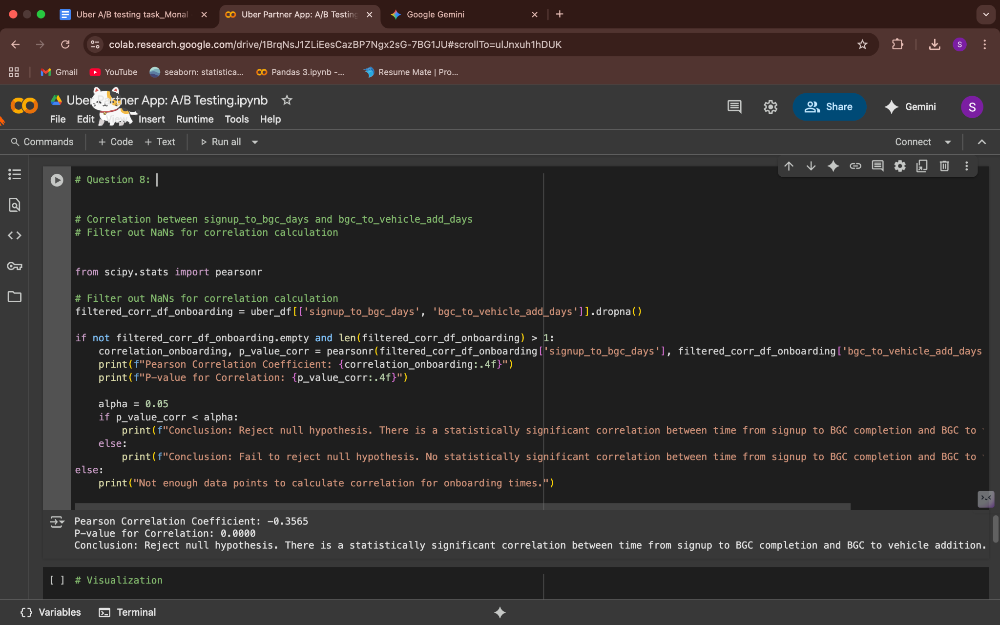 Uber A/B testing task_Monal
Uber Partner App: A/B Testing
Google Gemini
colab.research.google.com/drive/1BrqNsJ1ZLiEesCazBP7Ngx2sG-7BG1JU#scrollTo=ulJnxuh1hDUK
S
Gmail
YouTube
seaborn: statistica...
Pandas 3.ipynb -...
Resume Mate | Pro...
Uber Partner App: A/B Testing.ipynb
File Edit View Insert Runtime Tools Help
Share
Gemini
S
Commands + Code + Text Run all
Connect
# Question 8:
# Correlation between signup_to_bgc_days and bgc_to_vehicle_add_days
# Filter out NaNs for correlation calculation
from scipy.stats import pearsonr
# Filter out NaNs for correlation calculation
filtered_corr_df_onboarding = uber_df[['signup_to_bgc_days', 'bgc_to_vehicle_add_days']].dropna()
if not filtered_corr_df_onboarding.empty and len(filtered_corr_df_onboarding) > 1:
correlation_onboarding, p_value_corr = pearsonr(filtered_corr_df_onboarding['signup_to_bgc_days'], filtered_corr_df_onboarding['bgc_to_vehicle_add_days
print(f"Pearson Correlation Coefficient: {correlation_onboarding:.4f}")
print(f"P-value for Correlation: {p_value_corr:.4f}")
alpha = 0.05
if p_value_corr < alpha:
print(f"Conclusion: Reject null hypothesis. There is a statistically significant correlation between time from signup to BGC completion and BGC to
else:
print(f"Conclusion: Fail to reject null hypothesis. No statistically significant correlation between time from signup to BGC completion and BGC to
else:
print("Not enough data points to calculate correlation for onboarding times.")
Pearson Correlation Coefficient: -0.3565
P-value for Correlation: 0.0000
Conclusion: Reject null hypothesis. There is a statistically significant correlation between time from signup to BGC completion and BGC to vehicle addition.
[ ] # Visualization
{} Variables
Terminal